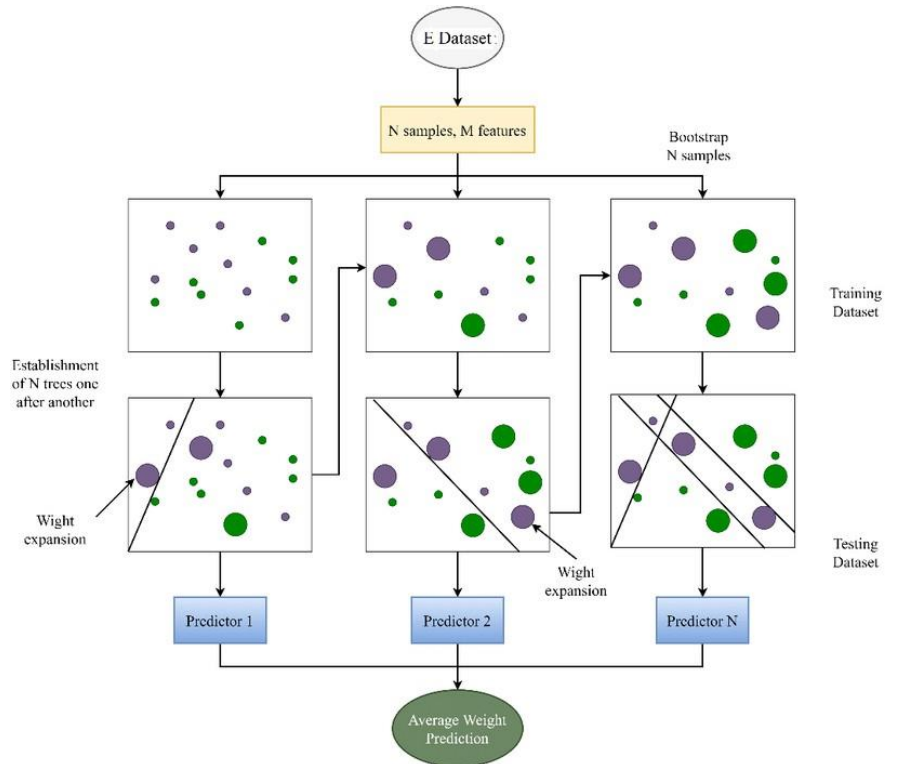 E Dataset:
N samples, M features
Bootstrap
N samples
Training
Dataset
Establishment
of N trees one
after another
Wight
expansion
Wight
expansion
Testing
Dataset
Predictor 1
Predictor 2
Predictor N
Average Weight
Prediction